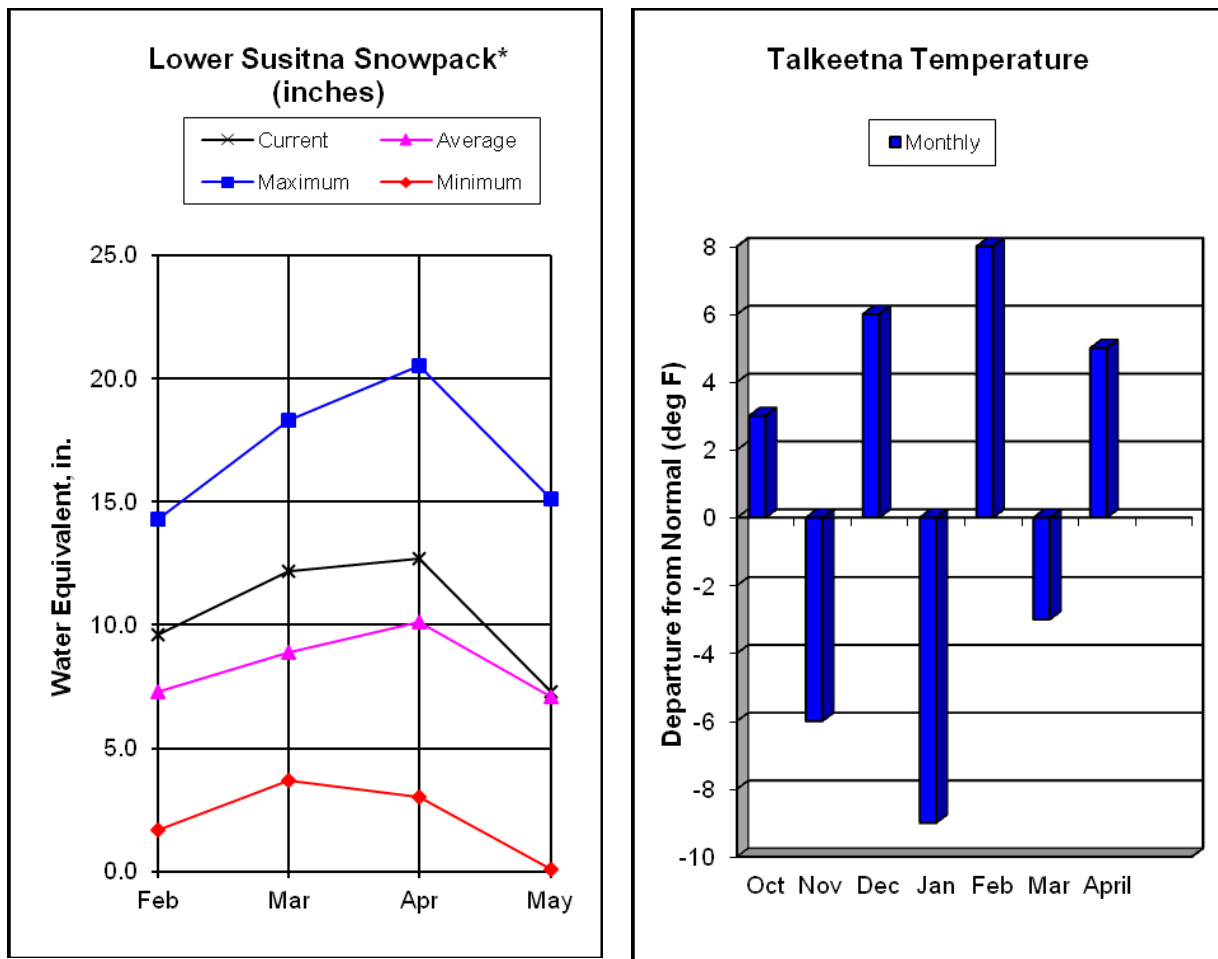 Lower Susitna Snowpack*
(inches)
Current
Average
Maximum
Minimum
Water Equivalent, in.
25.0
20.0
15.0
10.0
5.0
0.0
Feb Mar Apr May
Talkeetna Temperature
Monthly
Departure from Normal (deg F)
8
6
4
2
0
-2
-4
-6
-8
-10
Oct Nov Dec Jan Feb Mar April